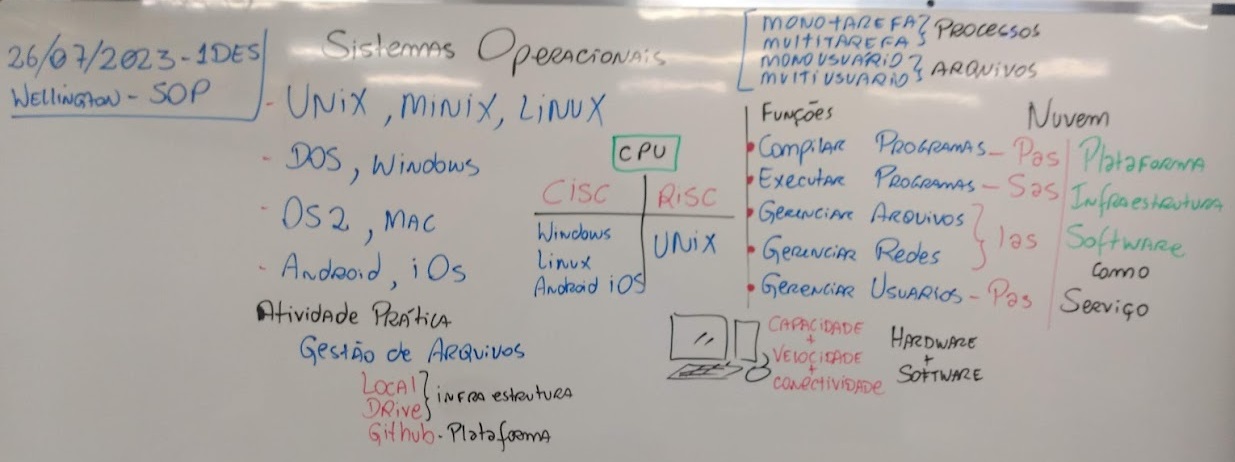 26/07/2023-1DES
Wellington - SOP
Sistemas Operacionais
- UNiX, MiNiX, LiNUX
- DOS, Windows
- OS2, MAC
- Android, iOs
MONOTAREFA
MULTITAREFA
} PROCESSOS
MONOUSUARIO
MULTIUSUARIO
} ARQUIVOS
CPU
CiSC | RiSC
Windows
Linux
Android iOS
UNiX
Funções
• Compilar Programas - Pas
• Executar Programas - Sas
• Gerenciar Arquivos
• Gerenciar Redes
} Ias
• Gerenciar Usuarios - Pas
Nuvem
Plataforma
Infraestrutura
Software
Como
Serviço
Atividade Prática
Gestão de Arquivos
Local
Drive
} infra estrutura
Github - Plataforma
CAPACIDADE
+
VELOCIDADE
+
CONECTIVIDADE
HARDWARE
+
SOFTWARE